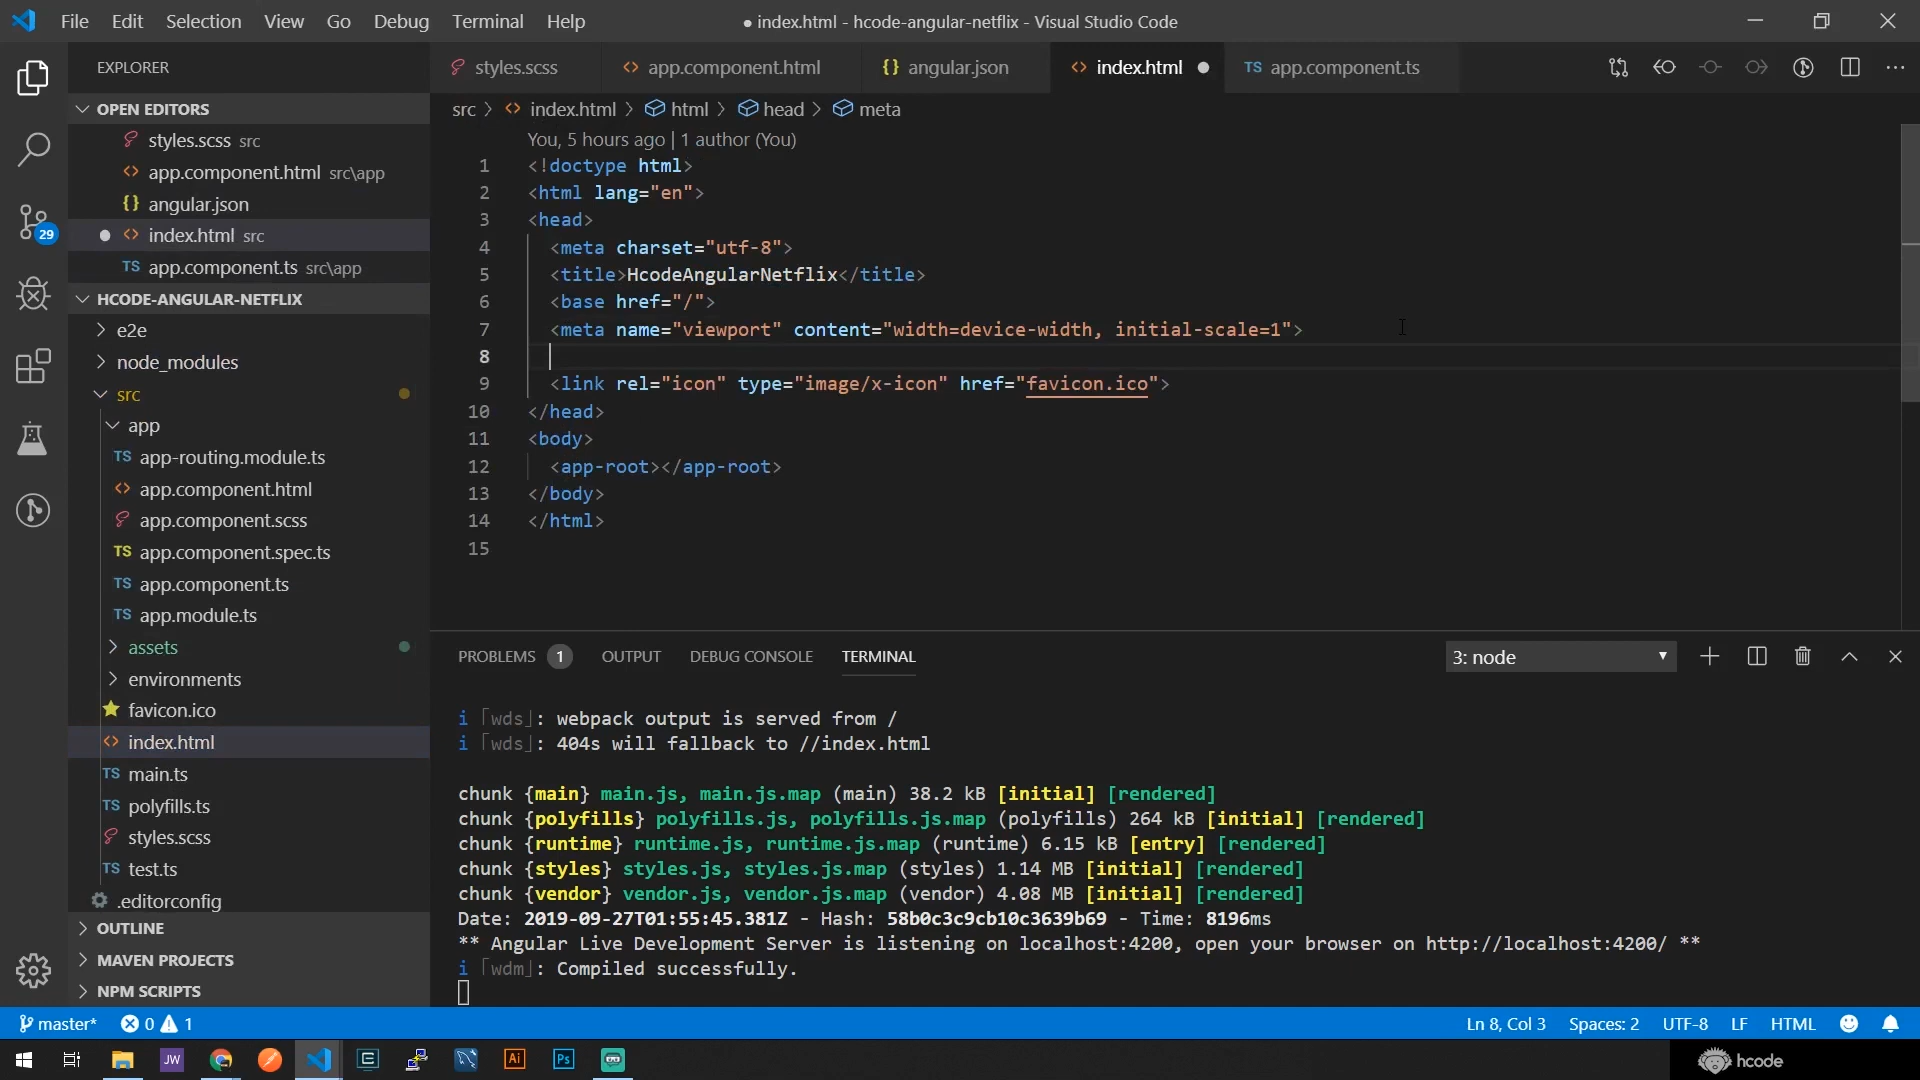 File Edit Selection View Go Debug Terminal Help
● index.html - hcode-angular-netflix - Visual Studio Code
EXPLORER
OPEN EDITORS
styles.scss src
app.component.html src\app
angular.json
index.html src
app.component.ts src\app
HCODE-ANGULAR-NETFLIX
e2e
node_modules
src
app
TS app-routing.module.ts
app.component.html
app.component.scss
TS app.component.spec.ts
TS app.component.ts
TS app.module.ts
assets
environments
favicon.ico
index.html
TS main.ts
TS polyfills.ts
styles.scss
TS test.ts
.editorconfig
OUTLINE
MAVEN PROJECTS
NPM SCRIPTS
29
styles.scss app.component.html {} angular.json index.html TS app.component.ts
src > index.html > html > head > meta
You, 5 hours ago | 1 author (You)
1 <!doctype html>
2 <html lang="en">
3 <head>
4 <meta charset="utf-8">
5 <title>HcodeAngularNetflix</title>
6 <base href="/">
7 <meta name="viewport" content="width=device-width, initial-scale=1">
8
9 <link rel="icon" type="image/x-icon" href="favicon.ico">
10 </head>
11 <body>
12 <app-root></app-root>
13 </body>
14 </html>
15
PROBLEMS 1 OUTPUT DEBUG CONSOLE TERMINAL 3: node
i ｢wds｣: webpack output is served from /
i ｢wds｣: 404s will fallback to //index.html
chunk {main} main.js, main.js.map (main) 38.2 kB [initial] [rendered]
chunk {polyfills} polyfills.js, polyfills.js.map (polyfills) 264 kB [initial] [rendered]
chunk {runtime} runtime.js, runtime.js.map (runtime) 6.15 kB [entry] [rendered]
chunk {styles} styles.js, styles.js.map (styles) 1.14 MB [initial] [rendered]
chunk {vendor} vendor.js, vendor.js.map (vendor) 4.08 MB [initial] [rendered]
Date: 2019-09-27T01:55:45.381Z - Hash: 58b0c3c9cb10c3639b69 - Time: 8196ms
** Angular Live Development Server is listening on localhost:4200, open your browser on http://localhost:4200/ **
i ｢wdm｣: Compiled successfully.
master* 0 1 Ln 8, Col 3 Spaces: 2 UTF-8 LF HTML
JW Ai Ps hcode